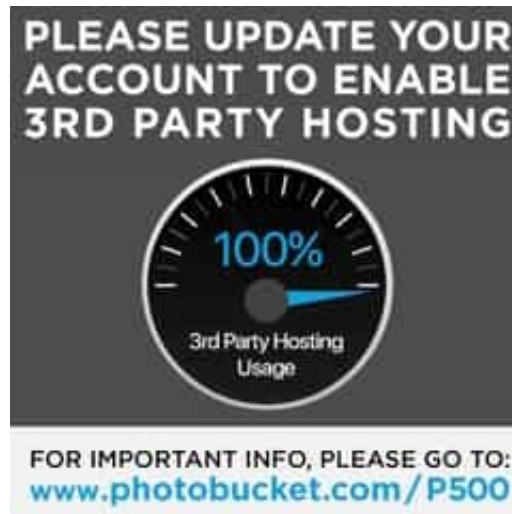 PLEASE UPDATE YOUR
ACCOUNT TO ENABLE
3RD PARTY HOSTING
100%
3rd Party Hosting
Usage
FOR IMPORTANT INFO, PLEASE GO TO:
www.photobucket.com/P500